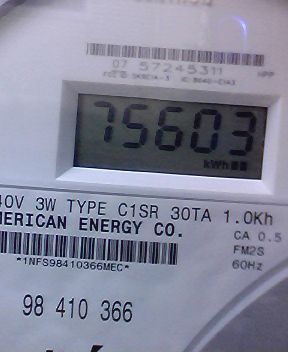 07 57245311
75603
kWh
40V 3W TYPE C1SR 30TA 1.0Kh
MERICAN ENERGY CO.
CA 0.5
*1NFS98410366MEC*
FM2S
60Hz
98 410 366